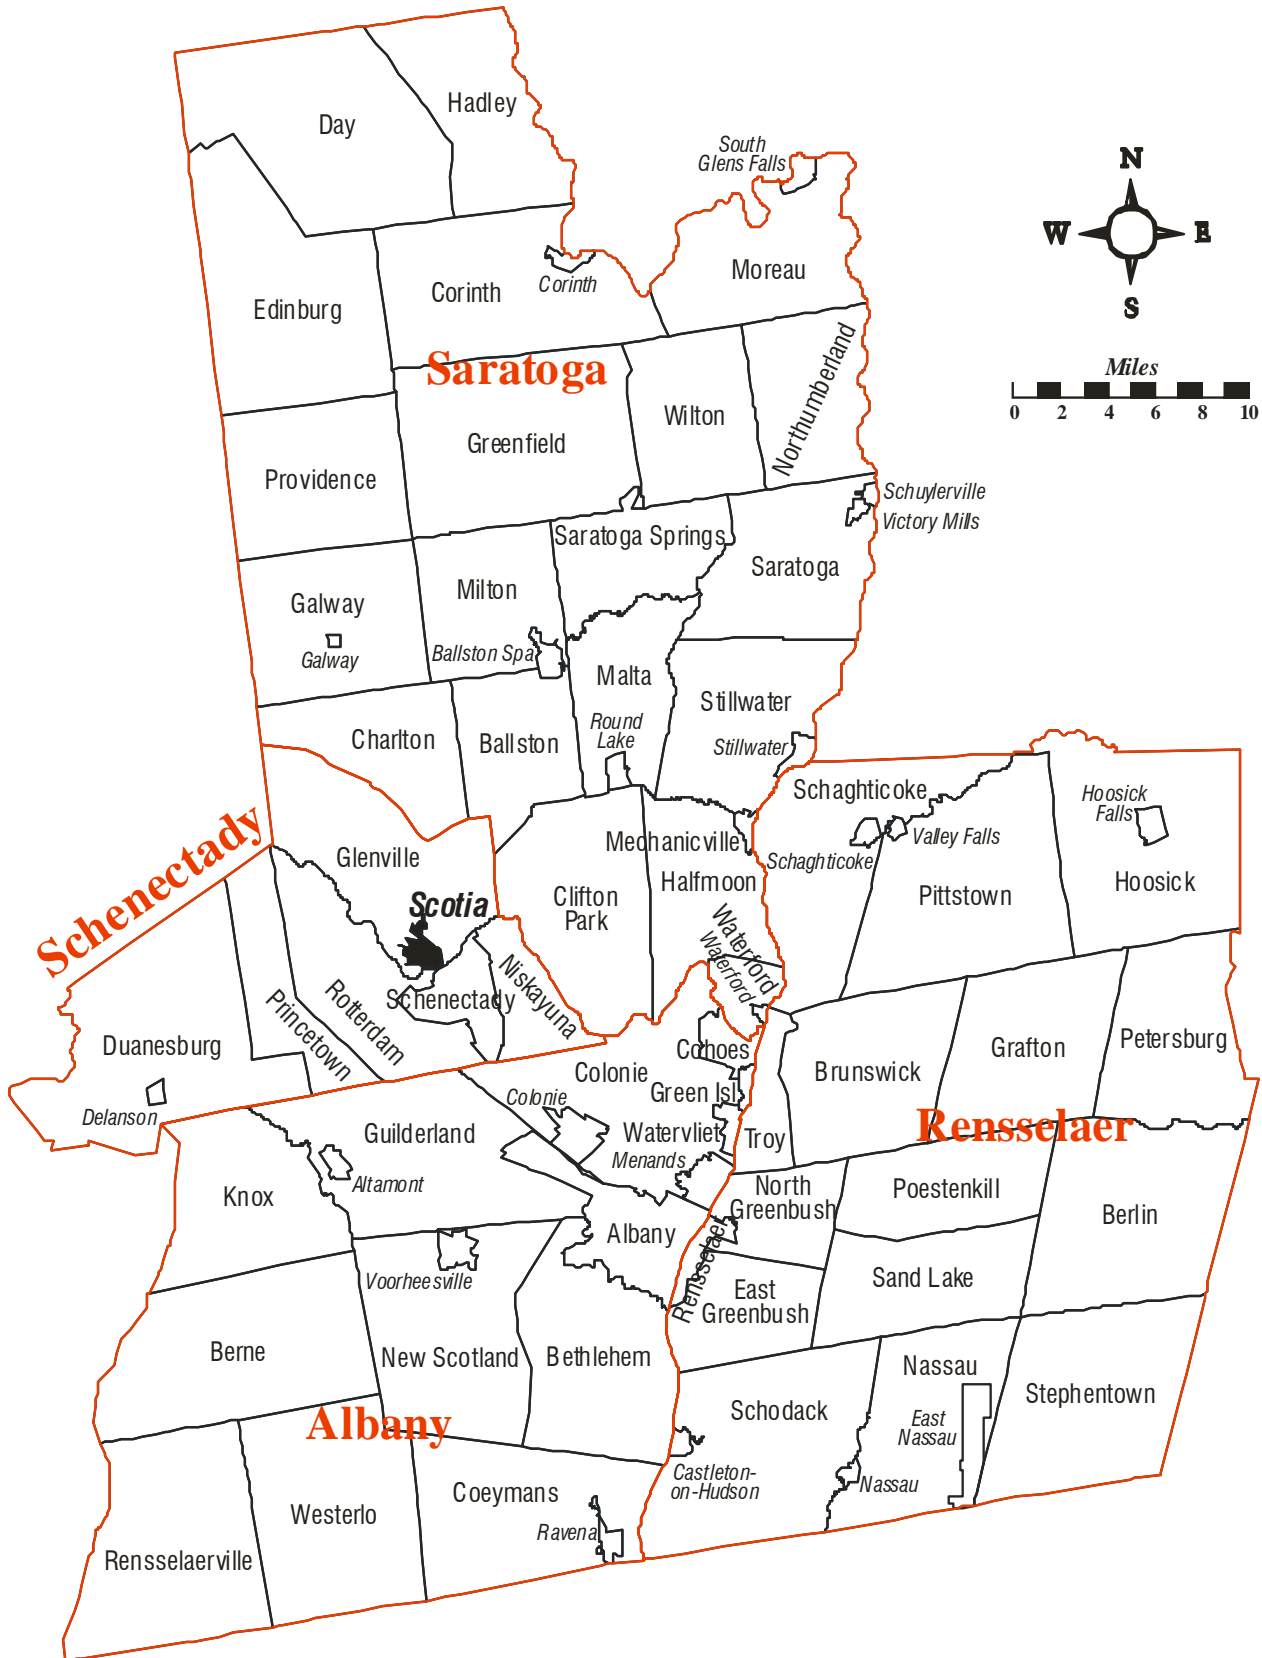 Hadley
Day
South
Glens Falls
N
W
E
S
Moreau
Corinth
Corinth
Edinburg
Miles
0 2 4 6 8 10
Saratoga
Northumberland
Wilton
Greenfield
Providence
Schuylerville
Victory Mills
Saratoga Springs
Saratoga
Milton
Galway
Galway
Ballston Spa
Malta
Stillwater
Round
Lake
Stillwater
Charlton
Ballston
Schaghticoke
Hoosick
Falls
Schenectady
Mechanicville
Valley Falls
Schaghticoke
Glenville
Halfmoon
Hoosick
Clifton
Park
Pittstown
Scotia
Waterford
Waterford
Niskayuna
Schenectady
Rotterdam
Princetown
Duanesburg
Cohoes
Grafton
Petersburg
Colonie
Brunswick
Green Isl.
Colonie
Delanson
Rensselaer
Guilderland
Watervliet
Troy
Menands
Altamont
Knox
North
Greenbush
Poestenkill
Berlin
Albany
Rensselaer
Voorheesville
Sand Lake
East
Greenbush
Berne
New Scotland
Bethlehem
Nassau
Stephentown
Albany
Schodack
East
Nassau
Castleton-
on-Hudson
Nassau
Coeymans
Westerlo
Ravena
Rensselaerville